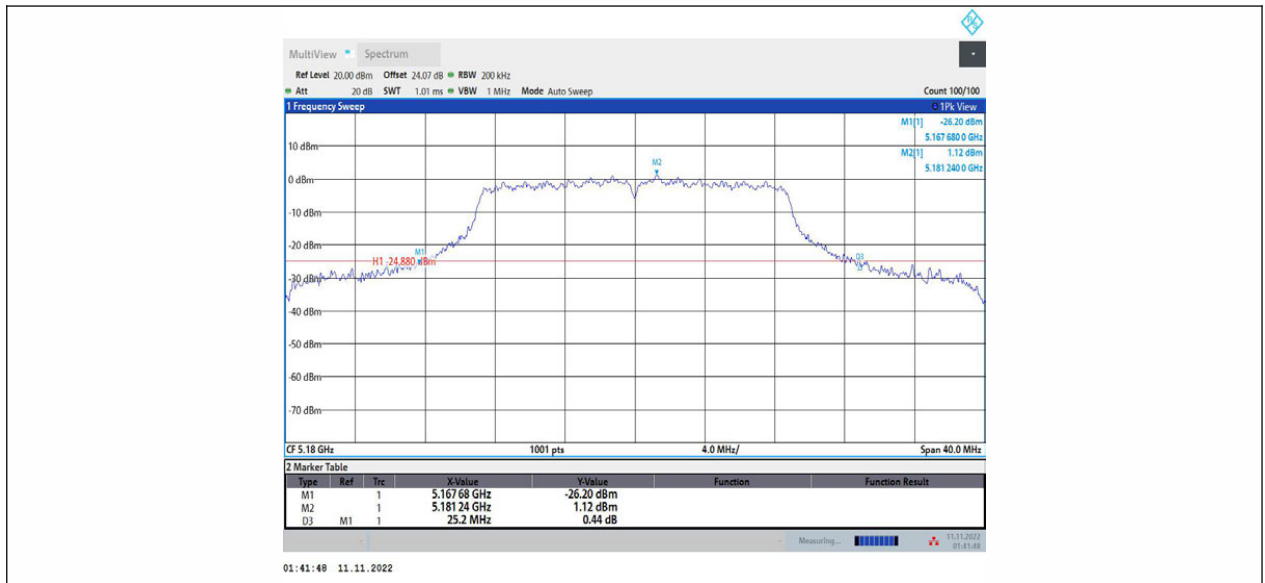 MultiView Spectrum
Ref Level 20.00 dBm Offset 24.07 dB RBW 200 kHz
Att 20 dB SWT 1.01 ms VBW 1 MHz Mode Auto Sweep Count 100/100
1 Frequency Sweep 1Pk View
M1[1] -26.20 dBm
5.167 680 0 GHz
10 dBm
M2[1] 1.12 dBm
5.181 240 0 GHz
M2
0 dBm
-10 dBm
-20 dBm
M1
D3
H1 -24.880 dBm
-30 dBm
-40 dBm
-50 dBm
-60 dBm
-70 dBm
CF 5.18 GHz 1001 pts 4.0 MHz/ Span 40.0 MHz
2 Marker Table
Type Ref Trc X-Value Y-Value Function Function Result
M1 1 5.167 68 GHz -26.20 dBm
M2 1 5.181 24 GHz 1.12 dBm
D3 M1 1 25.2 MHz 0.44 dB
Measuring... 11.11.2022
01:41:48
01:41:48 11.11.2022